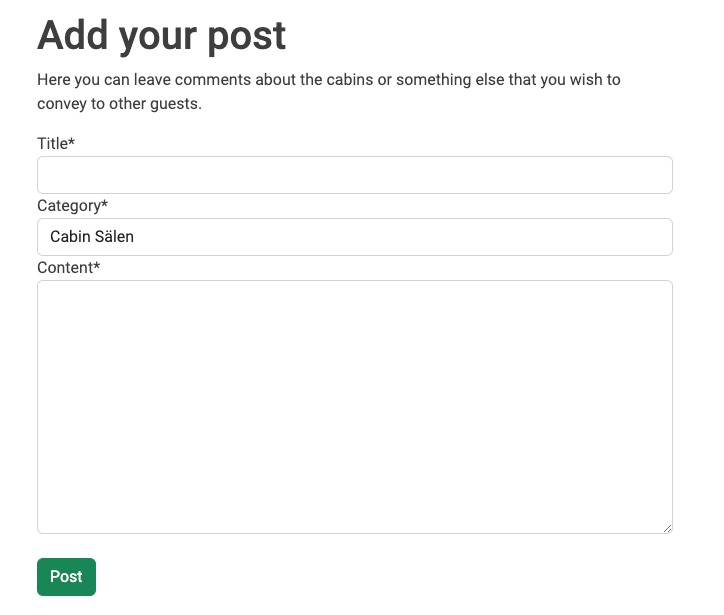 Add your post
Here you can leave comments about the cabins or something else that you wish to
convey to other guests.
Title*
Category*
Cabin Sälen
Content*
Post